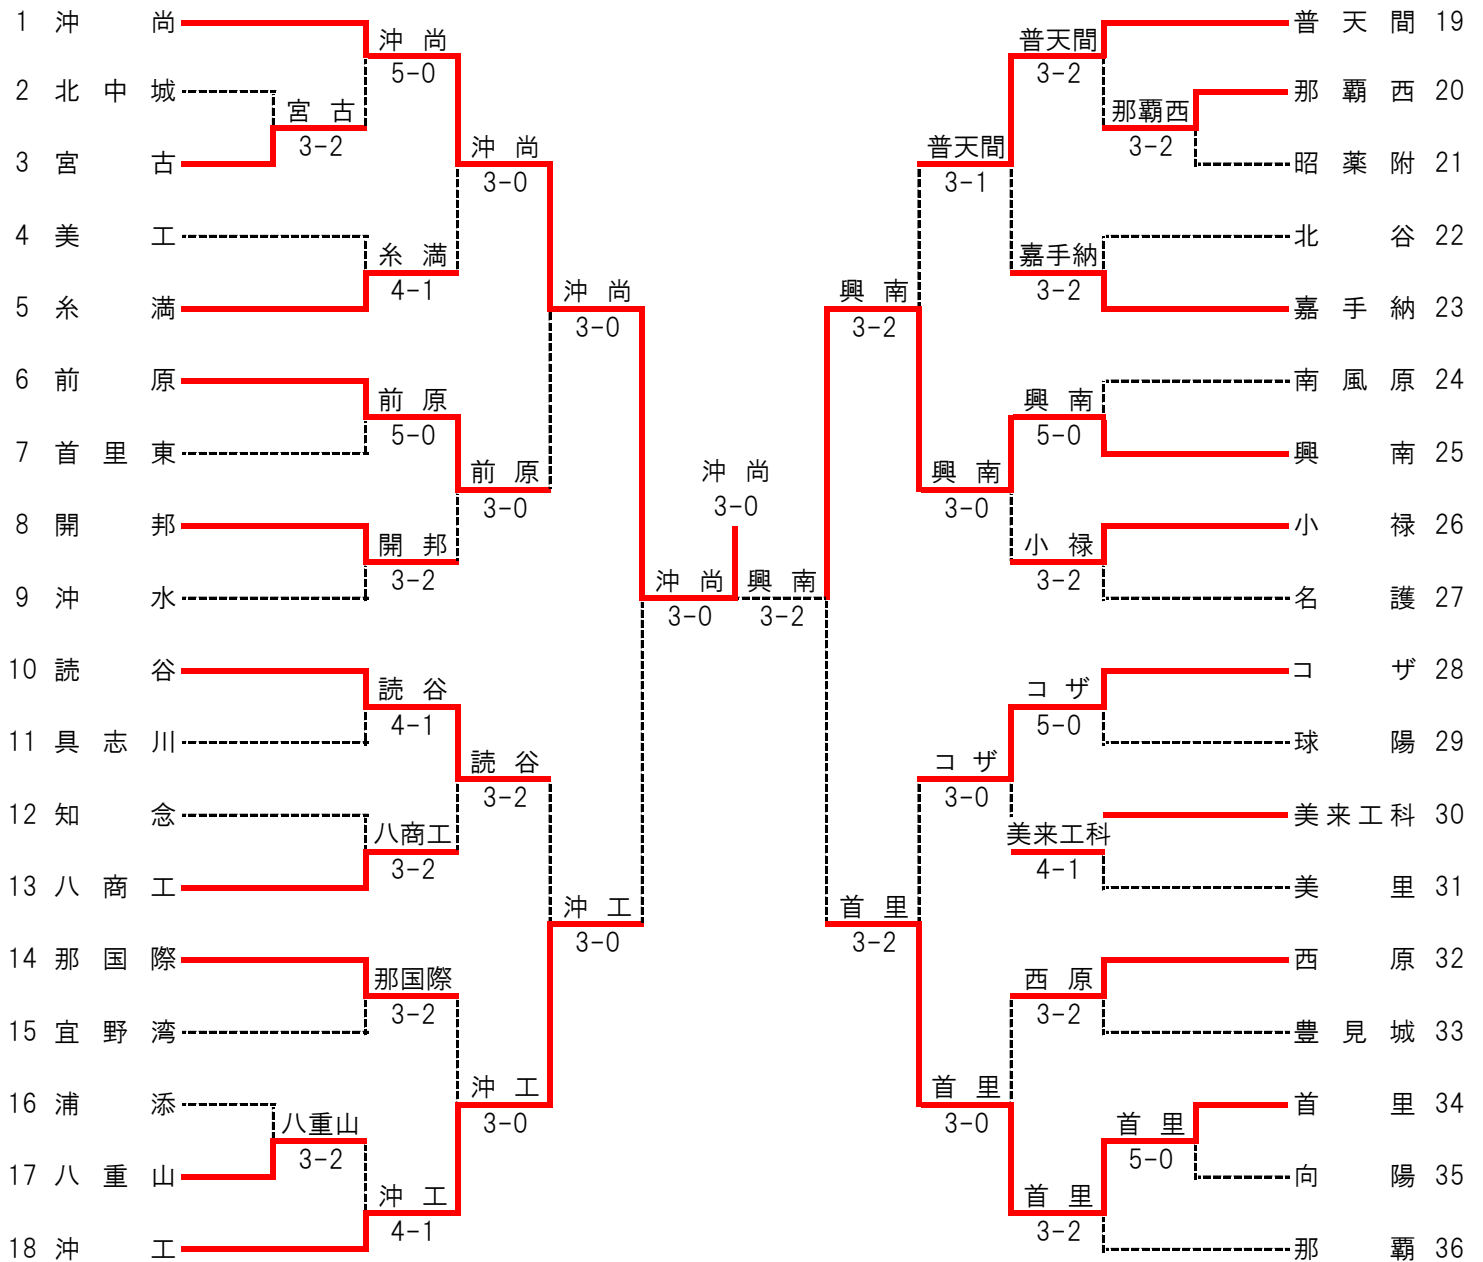 1 沖尚
2 北中城
3 宮古
4 美工
5 糸満
6 前原
7 首里東
8 開邦
9 沖水
10 読谷
11 具志川
12 知念
13 八商工
14 那国際
15 宜野湾
16 浦添
17 八重山
18 沖工
宮古
3-2
八重山
3-2
沖尚
5-0
糸満
4-1
前原
5-0
開邦
3-2
読谷
4-1
八商工
3-2
那国際
3-2
沖工
4-1
沖尚
3-0
前原
3-0
読谷
3-2
沖工
3-0
沖尚
3-0
沖工
3-0
沖尚
3-0
沖尚
3-0
興南
3-2
興南
3-2
首里
3-2
普天間
3-1
興南
3-0
コザ
3-0
首里
3-0
普天間
3-2
嘉手納
3-2
興南
5-0
小禄
3-2
コザ
5-0
美来工科
4-1
西原
3-2
首里
3-2
那覇西
3-2
首里
5-0
普天間 19
那覇西 20
昭薬附 21
北谷 22
嘉手納 23
南風原 24
興南 25
小禄 26
名護 27
コザ 28
球陽 29
美来工科 30
美里 31
西原 32
豊見城 33
首里 34
向陽 35
那覇 36